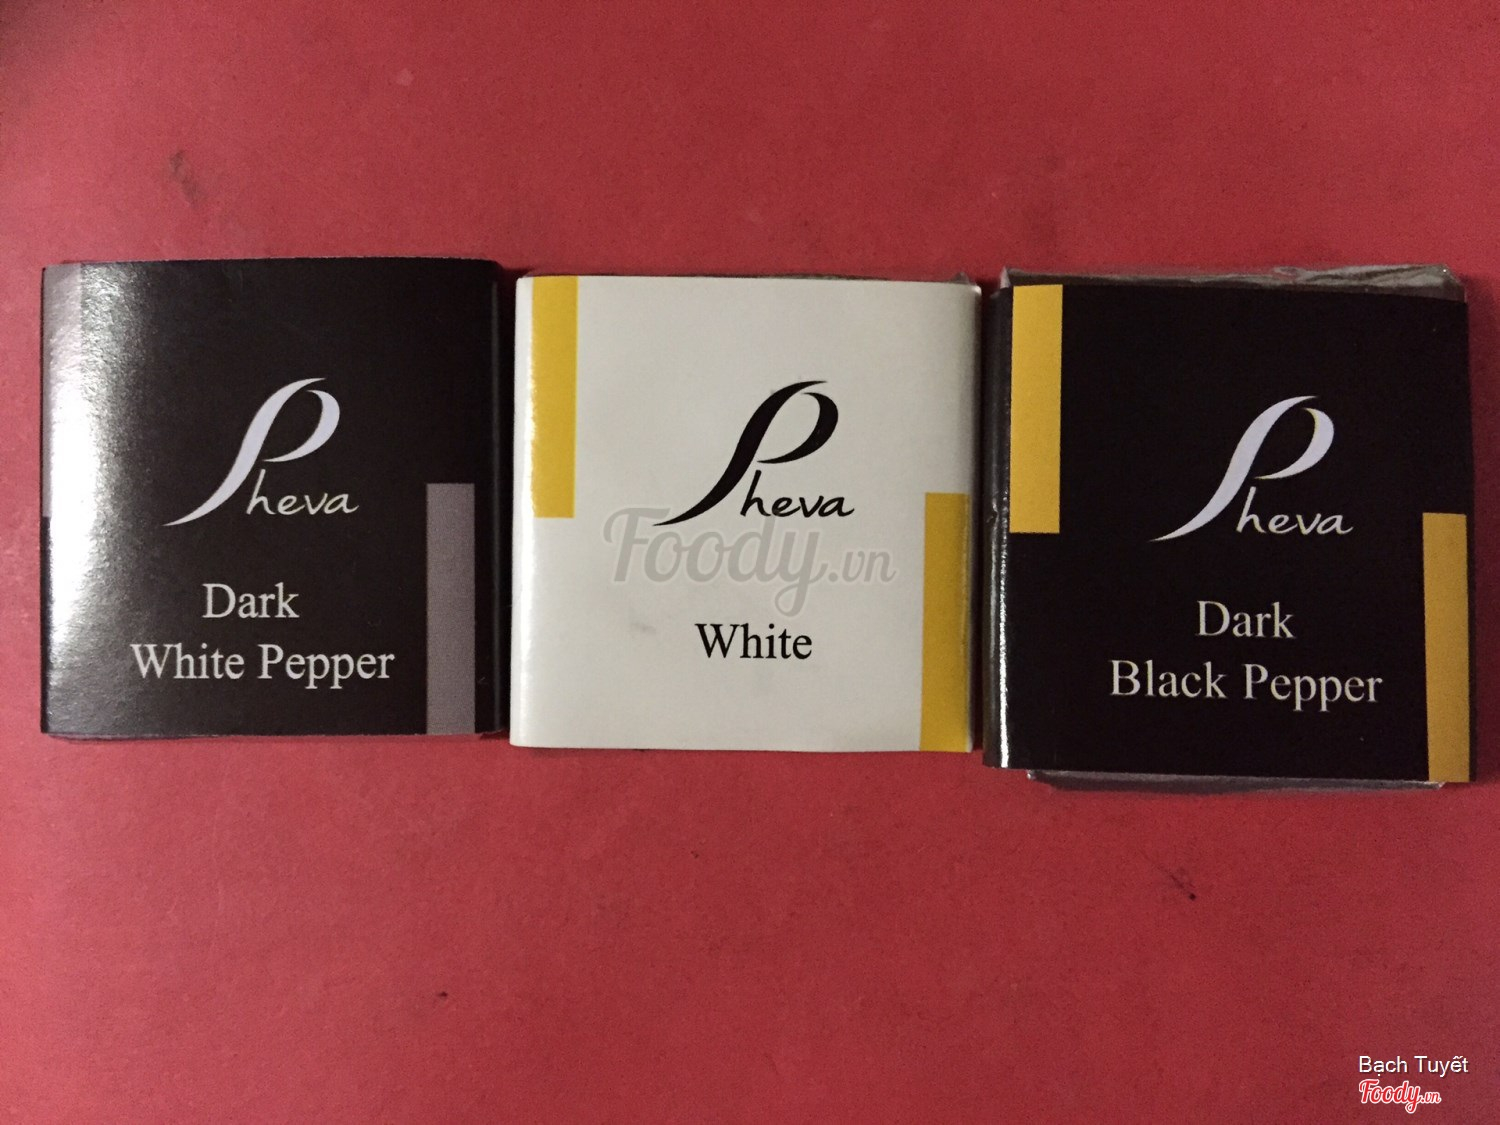 Pheva
Dark
White Pepper
Pheva
White
Pheva
Dark
Black Pepper
Foody.vn
Bạch Tuyết
Foody.vn